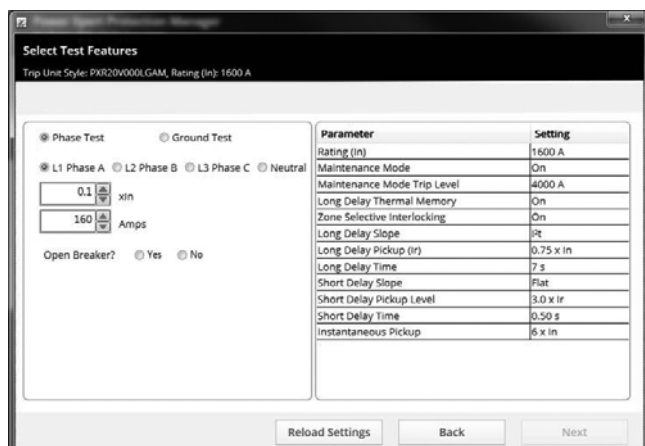 Power Xpert Protection Manager
Select Test Features
Trip Unit Style: PXR20V000LGAM, Rating (In): 1600 A
Phase Test Ground Test
L1 Phase A L2 Phase B L3 Phase C Neutral
0.1 xIn
160 Amps
Open Breaker? Yes No
Parameter Setting
Rating (In) 1600 A
Maintenance Mode On
Maintenance Mode Trip Level 4000 A
Long Delay Thermal Memory On
Zone Selective Interlocking On
Long Delay Slope I²t
Long Delay Pickup (Ir) 0.75 x In
Long Delay Time 7 s
Short Delay Slope Flat
Short Delay Pickup Level 3.0 x Ir
Short Delay Time 0.50 s
Instantaneous Pickup 6 x In
Reload Settings Back Next